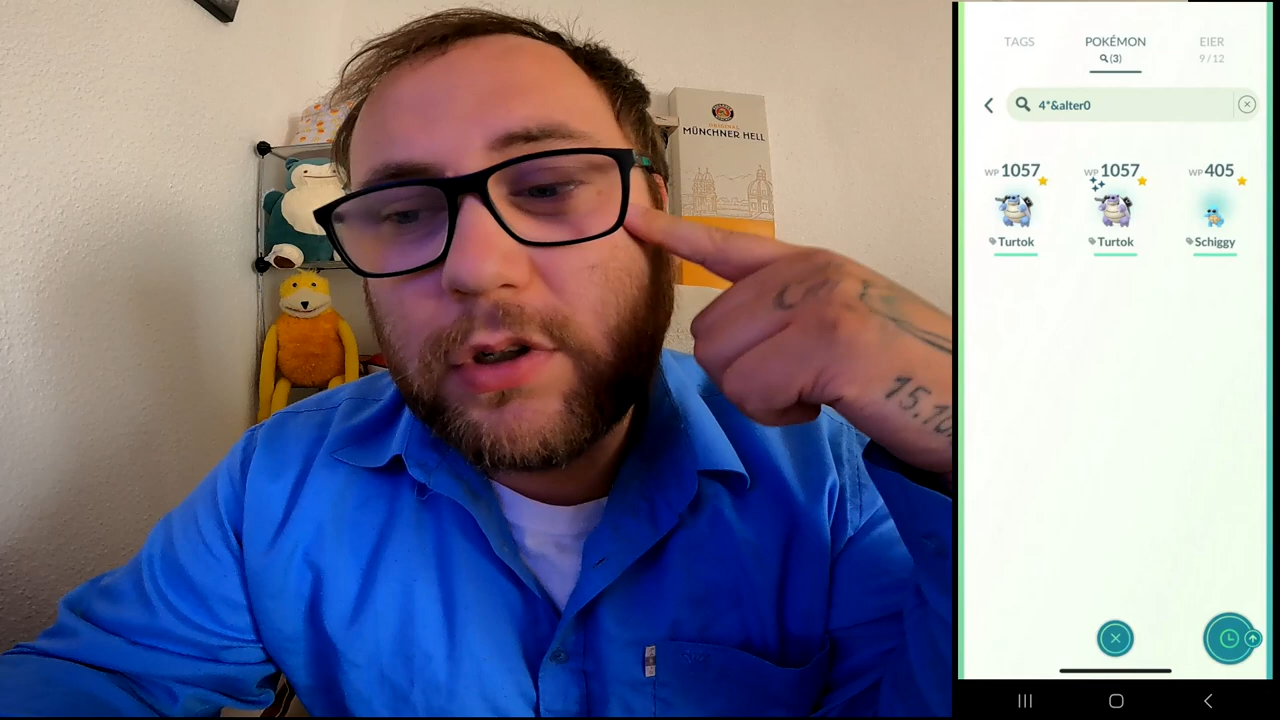 ORIGINAL
MÜNCHNER HELL
15.10
TAGS
POKÉMON
(3)
EIER
9/12
4*&alter0
WP 1057
WP 1057
WP 405
Turtok
Turtok
Schiggy